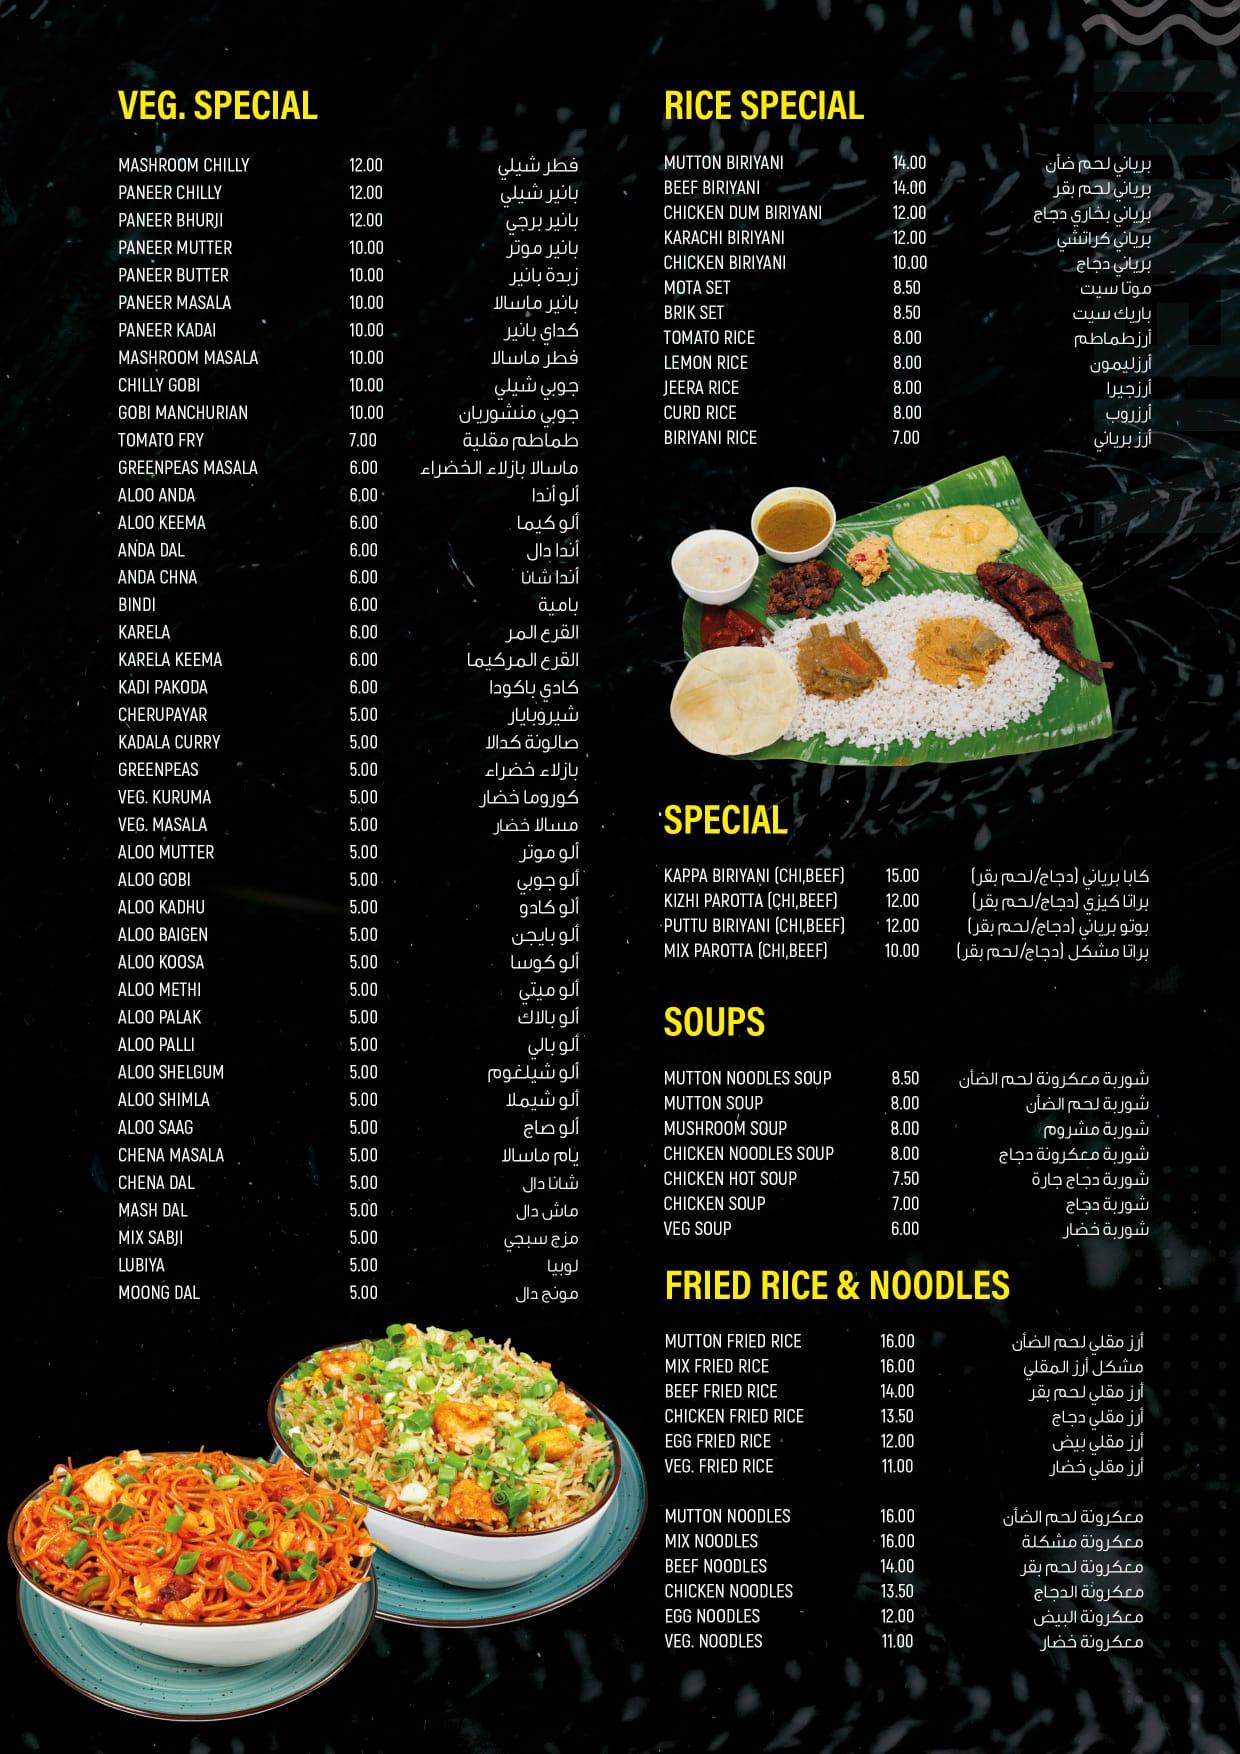 VEG. SPECIAL
MASHROOM CHILLY 12.00 فطر شيلي
PANEER CHILLY 12.00 بانير شيلي
PANEER BHURJI 12.00 بانير برجي
PANEER MUTTER 10.00 بانير موتر
PANEER BUTTER 10.00 زبدة بانير
PANEER MASALA 10.00 بانير ماسالا
PANEER KADAI 10.00 كداي بانير
MASHROOM MASALA 10.00 فطر ماسالا
CHILLY GOBI 10.00 جوبي شيلي
GOBI MANCHURIAN 10.00 جوبي منشوريان
TOMATO FRY 7.00 طماطم مقلية
GREENPEAS MASALA 6.00 ماسالا بازلاء الخضراء
ALOO ANDA 6.00 ألو أندا
ALOO KEEMA 6.00 ألو كيما
ANDA DAL 6.00 أندا دال
ANDA CHNA 6.00 أندا شانا
BINDI 6.00 بامية
KARELA 6.00 القرع المر
KARELA KEEMA 6.00 القرع المركيما
KADI PAKODA 6.00 كادي باكودا
CHERUPAYAR 5.00 شيروبايار
KADALA CURRY 5.00 صالونة كدالا
GREENPEAS 5.00 بازلاء خضراء
VEG. KURUMA 5.00 كوروما خضار
VEG. MASALA 5.00 مسالا خضار
ALOO MUTTER 5.00 ألو موتر
ALOO GOBI 5.00 ألو جوبي
ALOO KADHU 5.00 ألو كادو
ALOO BAIGEN 5.00 ألو بايجن
ALOO KOOSA 5.00 ألو كوسا
ALOO METHI 5.00 ألو ميتي
ALOO PALAK 5.00 ألو بالاك
ALOO PALLI 5.00 ألو بالي
ALOO SHELGUM 5.00 ألو شيلغوم
ALOO SHIMLA 5.00 ألو شيملا
ALOO SAAG 5.00 ألو صاج
CHENA MASALA 5.00 يام ماسالا
CHENA DAL 5.00 شانا دال
MASH DAL 5.00 ماش دال
MIX SABJI 5.00 مزج سبجي
LUBIYA 5.00 لوبيا
MOONG DAL 5.00 مونج دال
RICE SPECIAL
MUTTON BIRIYANI 14.00 برياني لحم ضأن
BEEF BIRIYANI 14.00 برياني لحم بقر
CHICKEN DUM BIRIYANI 12.00 برياني بخاري دجاج
KARACHI BIRIYANI 12.00 برياني كراتشي
CHICKEN BIRIYANI 10.00 برياني دجاج
MOTA SET 8.50 موتا سيت
BRIK SET 8.50 باريك سيت
TOMATO RICE 8.00 أرزطماطم
LEMON RICE 8.00 أرزليمون
JEERA RICE 8.00 أرزجيرا
CURD RICE 8.00 أرزروب
BIRIYANI RICE 7.00 أرز برياني
SPECIAL
KAPPA BIRIYANI (CHI,BEEF) 15.00 كابا برياني (دجاج/لحم بقر)
KIZHI PAROTTA (CHI,BEEF) 12.00 براتا كيزي (دجاج/لحم بقر)
PUTTU BIRIYANI (CHI,BEEF) 12.00 بوتو برياني (دجاج/لحم بقر)
MIX PAROTTA (CHI,BEEF) 10.00 براتا مشكل (دجاج/لحم بقر)
SOUPS
MUTTON NOODLES SOUP 8.50 شوربة معكرونة لحم الضأن
MUTTON SOUP 8.00 شوربة لحم الضأن
MUSHROOM SOUP 8.00 شوربة مشروم
CHICKEN NOODLES SOUP 8.00 شوربة معكرونة دجاج
CHICKEN HOT SOUP 7.50 شوربة دجاج جارة
CHICKEN SOUP 7.00 شوربة دجاج
VEG SOUP 6.00 شوربة خضار
FRIED RICE & NOODLES
MUTTON FRIED RICE 16.00 أرز مقلي لحم الضأن
MIX FRIED RICE 16.00 مشكل أرز المقلي
BEEF FRIED RICE 14.00 أرز مقلي لحم بقر
CHICKEN FRIED RICE 13.50 أرز مقلي دجاج
EGG FRIED RICE 12.00 أرز مقلي بيض
VEG. FRIED RICE 11.00 أرز مقلي خضار
MUTTON NOODLES 16.00 معكرونة لحم الضأن
MIX NOODLES 16.00 معكرونة مشكلة
BEEF NOODLES 14.00 معكرونة لحم بقر
CHICKEN NOODLES 13.50 معكرونة الدجاج
EGG NOODLES 12.00 معكرونة البيض
VEG. NOODLES 11.00 معكرونة خضار
MENU